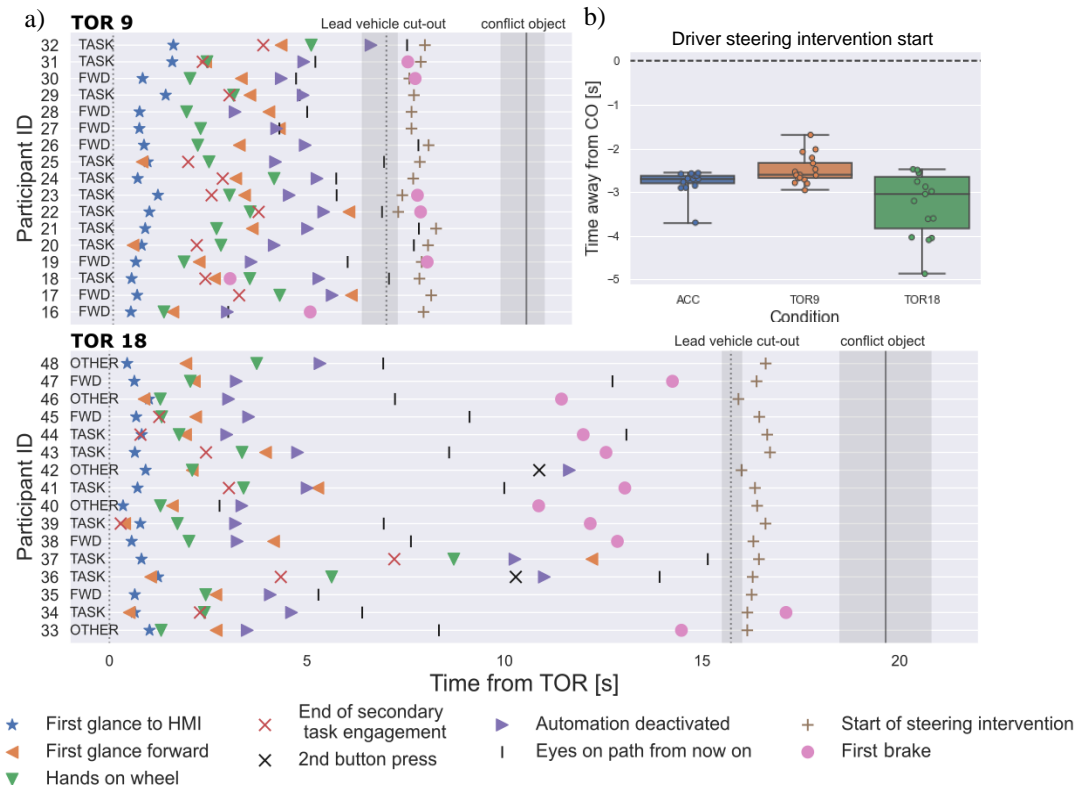 a)
Lead vehicle cut-out conflict object
TOR 9
32 TASK
31 TASK
30 FWD
29 TASK
28 FWD
27 FWD
26 FWD
25 TASK
24 TASK
23 TASK
22 TASK
21 TASK
20 TASK
19 FWD
18 TASK
17 FWD
16 FWD
Participant ID
b)
Driver steering intervention start
0
−1
−2
−3
−4
−5
Time away from CO [s]
ACC TOR9 TOR18
Condition
TOR 18
Lead vehicle cut-out conflict object
48 OTHER
47 FWD
46 OTHER
45 FWD
44 TASK
43 TASK
42 OTHER
41 TASK
40 OTHER
39 TASK
38 FWD
37 TASK
36 TASK
35 FWD
34 TASK
33 OTHER
Participant ID
0 5 10 15 20
Time from TOR [s]
First glance to HMI
First glance forward
Hands on wheel
End of secondary
task engagement
2nd button press
Automation deactivated
Eyes on path from now on
Start of steering intervention
First brake